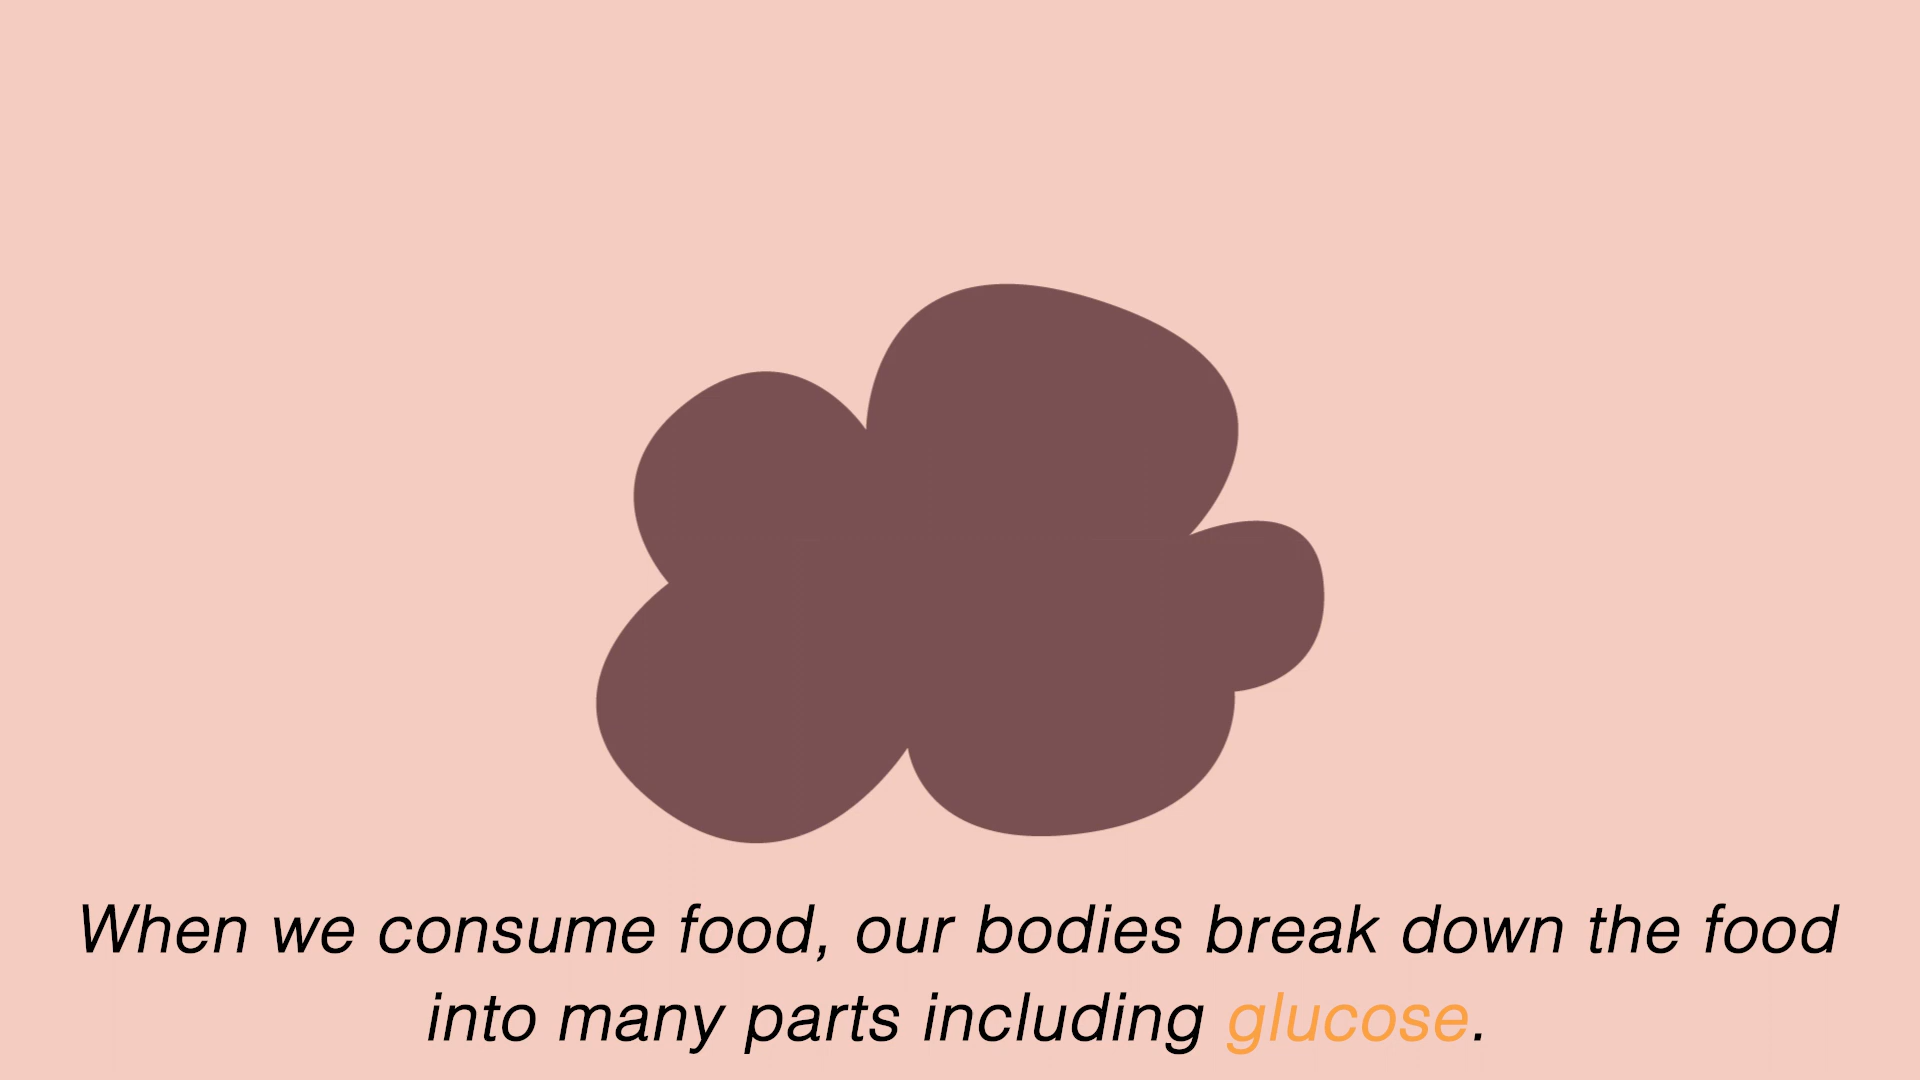 When we consume food, our bodies break down the food
into many parts including glucose.